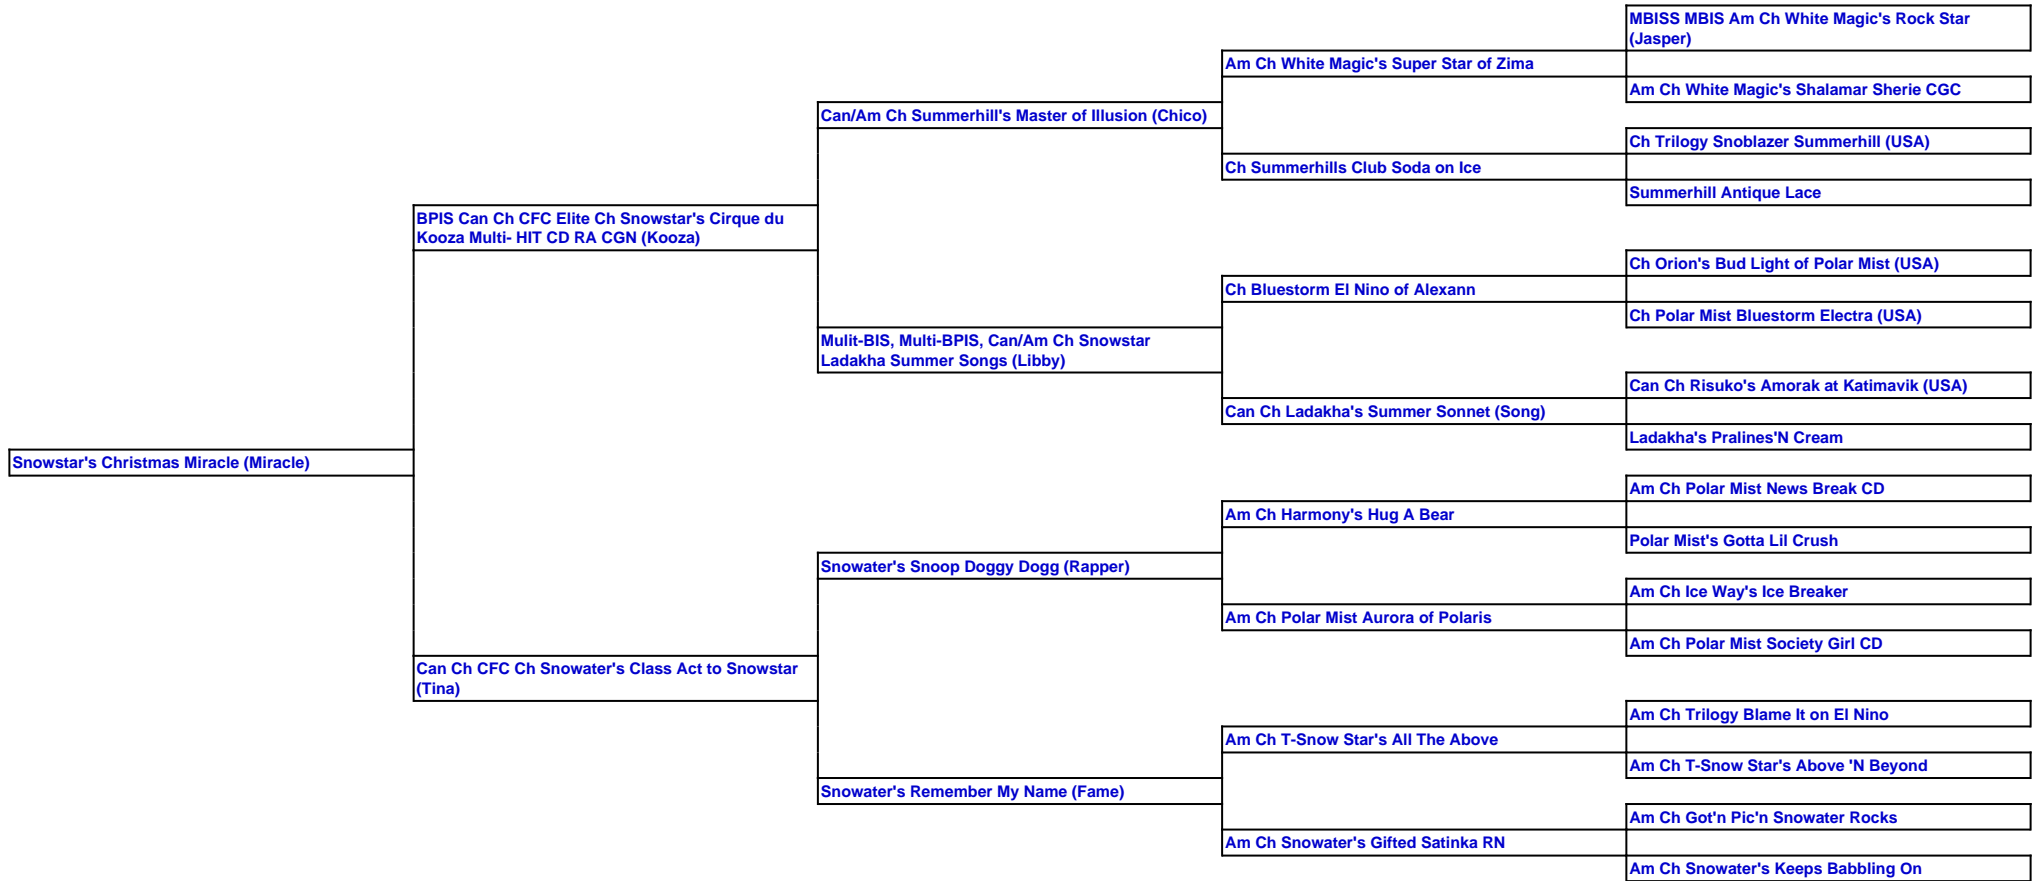 MBISS MBIS Am Ch White Magic's Rock Star
(Jasper)
Am Ch White Magic's Super Star of Zima
Am Ch White Magic's Shalamar Sherie CGC
Can/Am Ch Summerhill's Master of Illusion (Chico)
Ch Trilogy Snoblazer Summerhill (USA)
Ch Summerhills Club Soda on Ice
Summerhill Antique Lace
BPIS Can Ch CFC Elite Ch Snowstar's Cirque du
Kooza Multi- HIT CD RA CGN (Kooza)
Ch Orion's Bud Light of Polar Mist (USA)
Ch Bluestorm El Nino of Alexann
Ch Polar Mist Bluestorm Electra (USA)
Mulit-BIS, Multi-BPIS, Can/Am Ch Snowstar
Ladakha Summer Songs (Libby)
Can Ch Risuko's Amorak at Katimavik (USA)
Can Ch Ladakha's Summer Sonnet (Song)
Ladakha's Pralines'N Cream
Snowstar's Christmas Miracle (Miracle)
Am Ch Polar Mist News Break CD
Am Ch Harmony's Hug A Bear
Polar Mist's Gotta Lil Crush
Snowater's Snoop Doggy Dogg (Rapper)
Am Ch Ice Way's Ice Breaker
Am Ch Polar Mist Aurora of Polaris
Am Ch Polar Mist Society Girl CD
Can Ch CFC Ch Snowater's Class Act to Snowstar
(Tina)
Am Ch Trilogy Blame It on El Nino
Am Ch T-Snow Star's All The Above
Am Ch T-Snow Star's Above 'N Beyond
Snowater's Remember My Name (Fame)
Am Ch Got'n Pic'n Snowater Rocks
Am Ch Snowater's Gifted Satinka RN
Am Ch Snowater's Keeps Babbling On